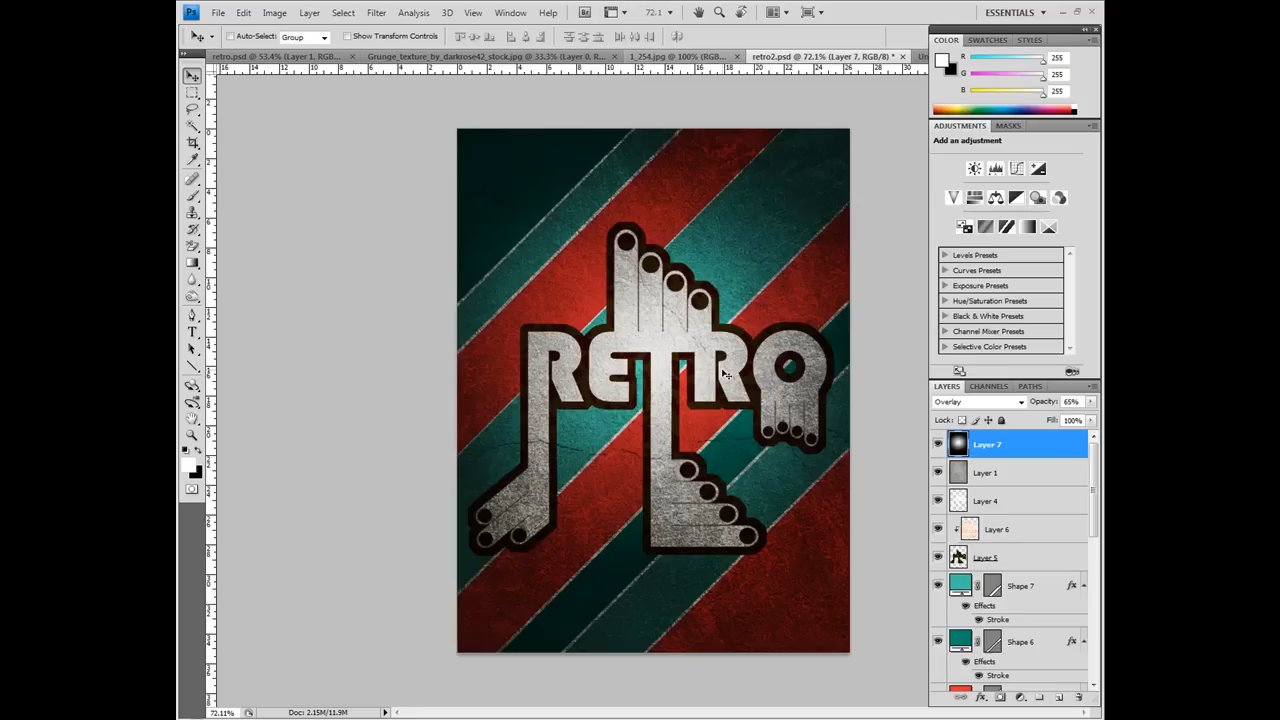 Ps File Edit Image Layer Select Filter Analysis 3D View Window Help Br 72.1 ESSENTIALS
Auto-Select: Group Show Transform Controls
retro.psd @ 53.4% (Layer 1, RGB... Grunge_texture_by_darkrose42_stock.jpg @ 33.3% (Layer 0, R... 1_254.jpg @ 100% (RGB... retro2.psd @ 72.1% (Layer 7, RGB/8) *
COLOR SWATCHES STYLES
R 255
G 255
B 255
ADJUSTMENTS MASKS
Add an adjustment
Levels Presets
Curves Presets
Exposure Presets
Hue/Saturation Presets
Black & White Presets
Channel Mixer Presets
Selective Color Presets
RETRO
LAYERS CHANNELS PATHS
Overlay Opacity: 65%
Lock: Fill: 100%
Layer 7
Layer 1
Layer 4
Layer 6
Layer 5
Shape 7 fx
Effects
Stroke
Shape 6 fx
Effects
Stroke
72.11% Doc: 2.15M/11.9M